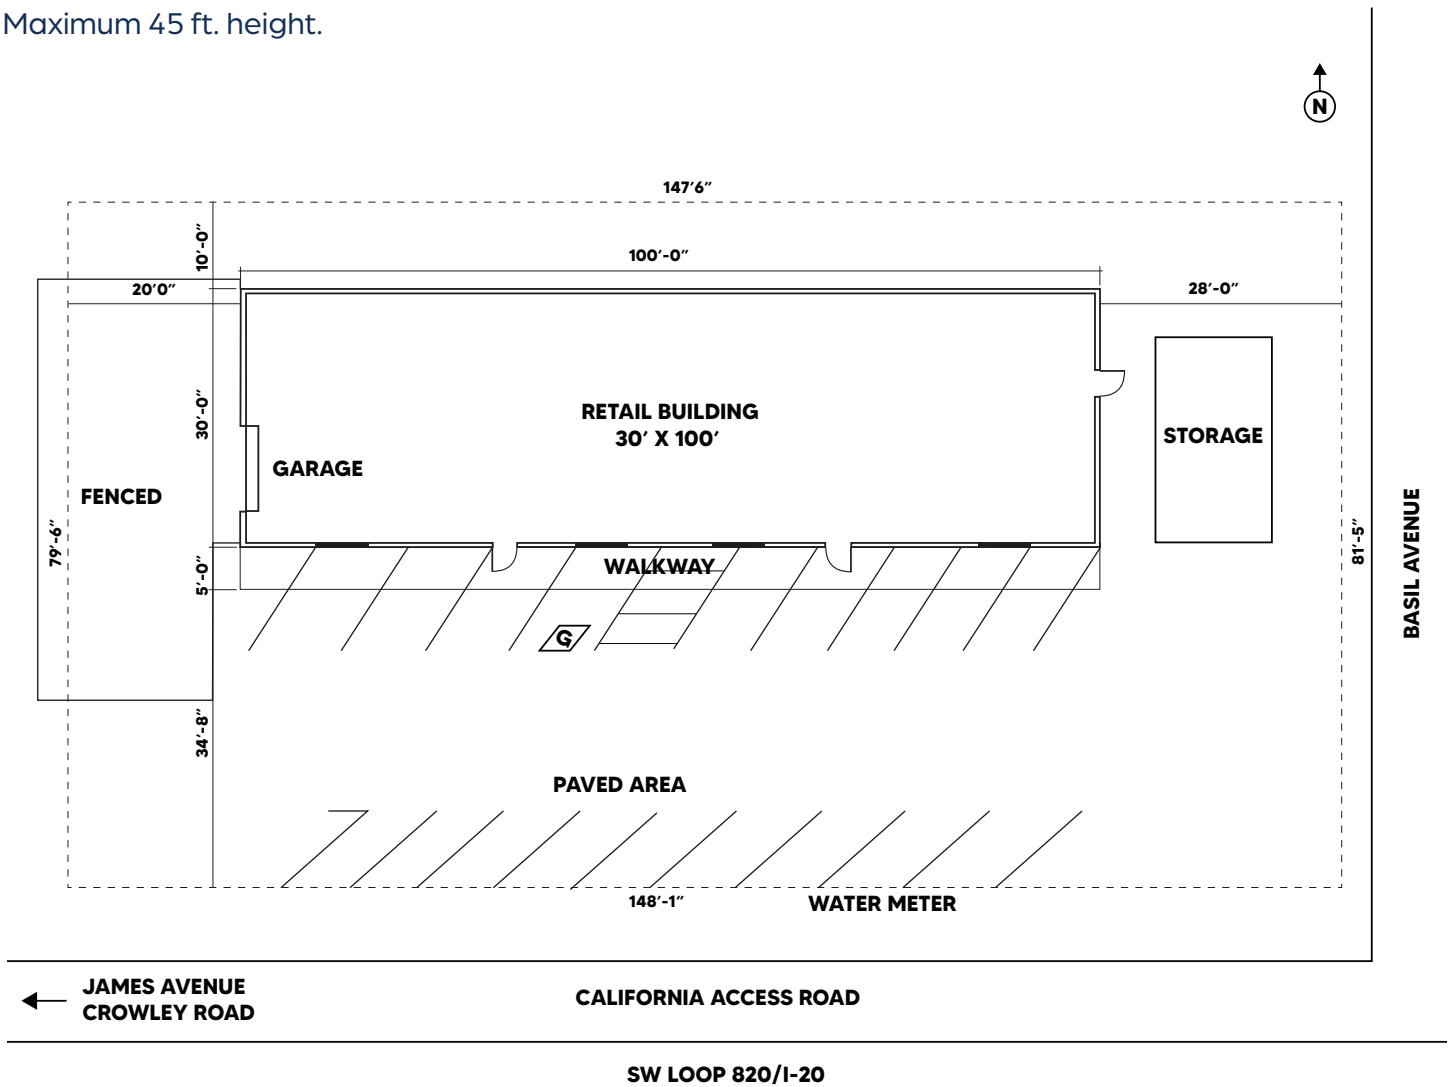 Maximum 45 ft. height.
N
147'6"
10'-0"
100'-0"
20'0"
28'-0"
30'-0"
RETAIL BUILDING
30' X 100'
STORAGE
GARAGE
FENCED
79'-6"
81'-5"
BASIL AVENUE
5'-0"
WALKWAY
G
34'-8"
PAVED AREA
148'-1"
WATER METER
JAMES AVENUE
CROWLEY ROAD
CALIFORNIA ACCESS ROAD
SW LOOP 820/I-20